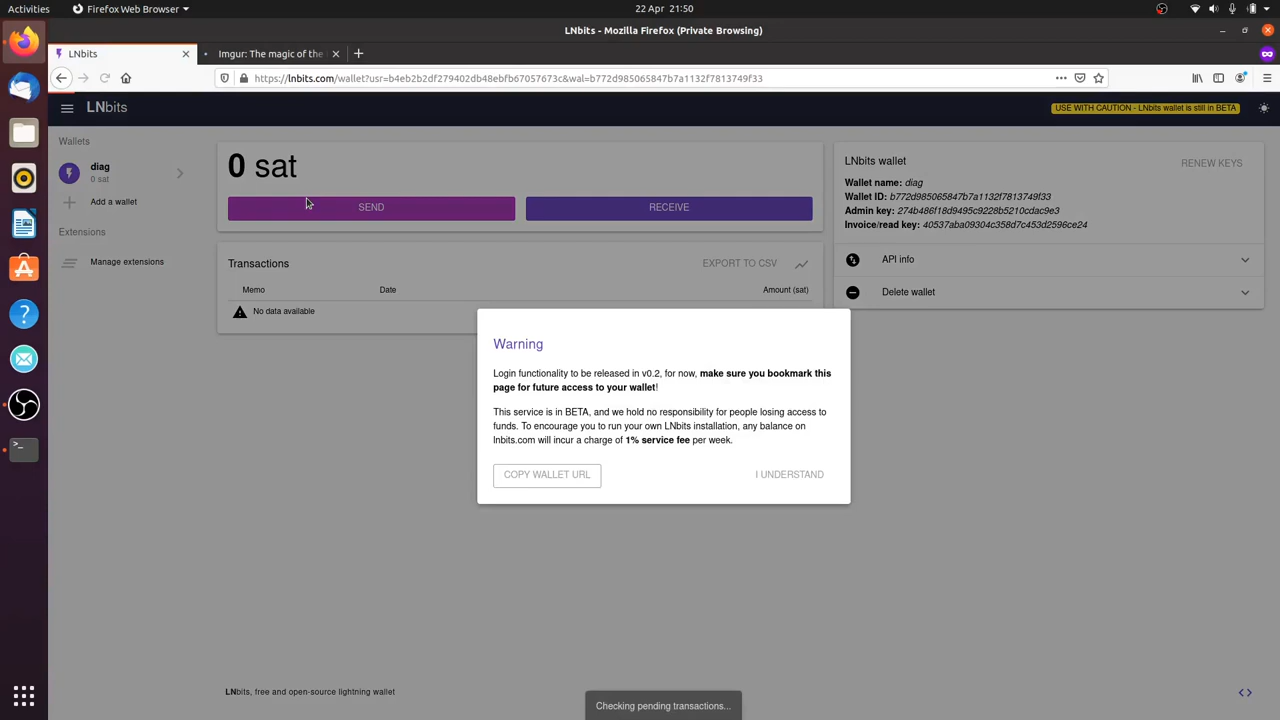 Activities
Firefox Web Browser
22 Apr 21:50
LNbits - Mozilla Firefox (Private Browsing)
LNbits
Imgur: The magic of the
https://lnbits.com/wallet?usr=b4eb2b2df279402db48ebfb67057673c&wal=b772d985065847b7a1132f7813749f33
LNbits
USE WITH CAUTION - LNbits wallet is still in BETA
Wallets
diag
0 sat
Add a wallet
Extensions
Manage extensions
0 sat
SEND
RECEIVE
Transactions
EXPORT TO CSV
Memo
Date
Amount (sat)
No data available
LNbits wallet
RENEW KEYS
Wallet name: diag
Wallet ID: b772d985065847b7a1132f7813749f33
Admin key: 274b486f18d9495c9228b5210cdac9e3
Invoice/read key: 40537aba09304c358d7c453d2596ce24
API info
Delete wallet
Warning
Login functionality to be released in v0.2, for now, make sure you bookmark this
page for future access to your wallet!
This service is in BETA, and we hold no responsibility for people losing access to
funds. To encourage you to run your own LNbits installation, any balance on
lnbits.com will incur a charge of 1% service fee per week.
COPY WALLET URL
I UNDERSTAND
LNbits, free and open-source lightning wallet
Checking pending transactions...